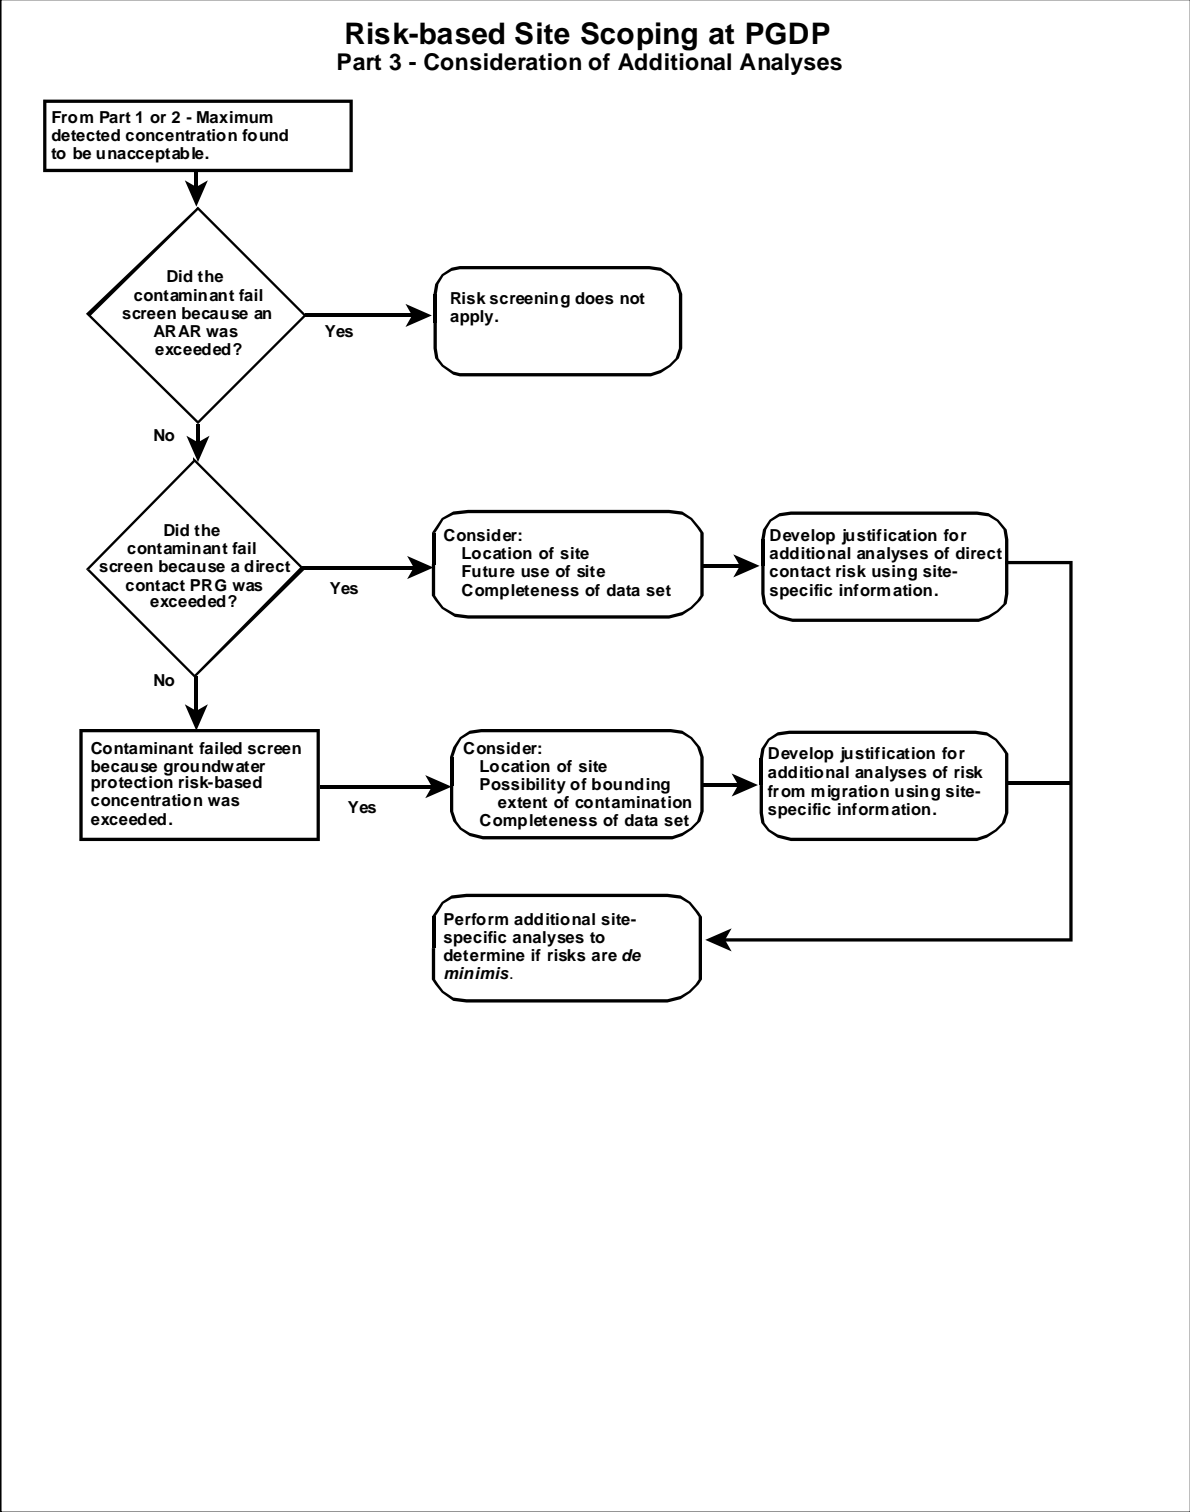 Risk-based Site Scoping at PGDP
Part 3 - Consideration of Additional Analyses
From Part 1 or 2 - Maximum
detected concentration found
to be unacceptable.
Did the
contaminant fail
screen because an
ARAR was
exceeded?
Yes
Risk screening does not
apply.
No
Did the
contaminant fail
screen because a direct
contact PRG was
exceeded?
Yes
Consider:
Location of site
Future use of site
Completeness of data set
Develop justification for
additional analyses of direct
contact risk using site-
specific information.
No
Contaminant failed screen
because groundwater
protection risk-based
concentration was
exceeded.
Yes
Consider:
Location of site
Possibility of bounding
extent of contamination
Completeness of data set
Develop justification for
additional analyses of risk
from migration using site-
specific information.
Perform additional site-
specific analyses to
determine if risks are de
minimis.